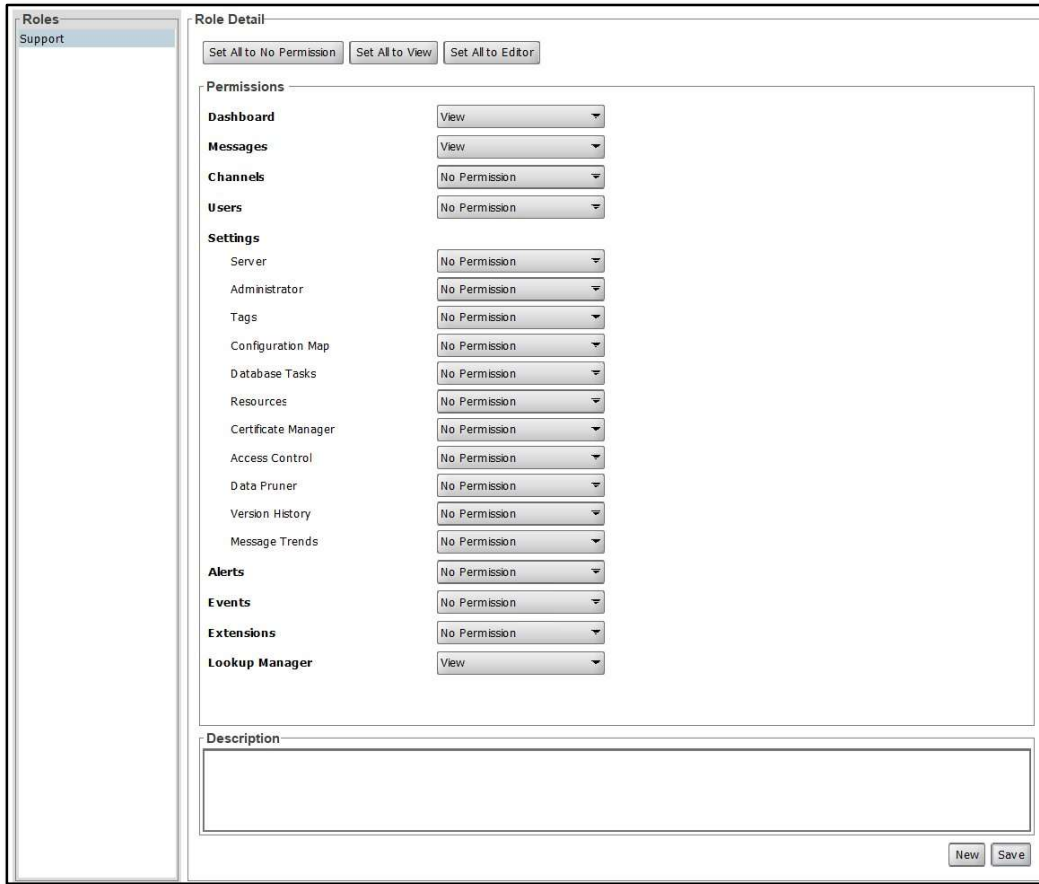 Roles
Support
Role Detail
Set All to No Permission Set All to View Set All to Editor
Permissions
Dashboard View
Messages View
Channels No Permission
Users No Permission
Settings
Server No Permission
Administrator No Permission
Tags No Permission
Configuration Map No Permission
Database Tasks No Permission
Resources No Permission
Certificate Manager No Permission
Access Control No Permission
Data Pruner No Permission
Version History No Permission
Message Trends No Permission
Alerts No Permission
Events No Permission
Extensions No Permission
Lookup Manager View
Description
New Save